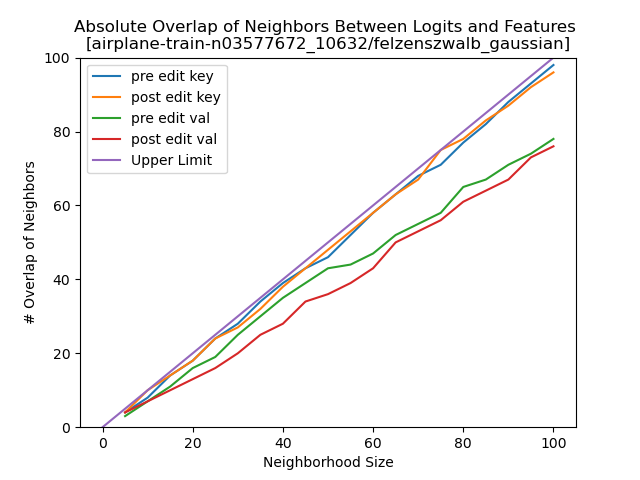 Absolute Overlap of Neighbors Between Logits and Features
[airplane-train-n03577672_10632/felzenszwalb_gaussian]
pre edit key
post edit key
pre edit val
post edit val
Upper Limit
# Overlap of Neighbors
100
80
60
40
20
0
0 20 40 60 80 100
Neighborhood Size